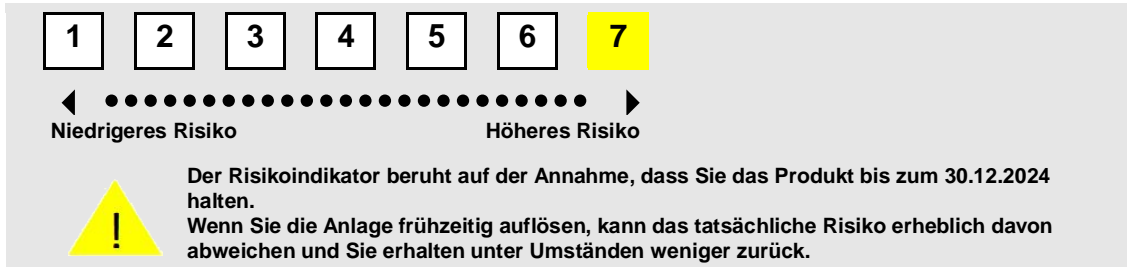 1 2 3 4 5 6 7
Niedrigeres Risiko Höheres Risiko
Der Risikoindikator beruht auf der Annahme, dass Sie das Produkt bis zum 30.12.2024
halten.
Wenn Sie die Anlage frühzeitig auflösen, kann das tatsächliche Risiko erheblich davon
abweichen und Sie erhalten unter Umständen weniger zurück.
!